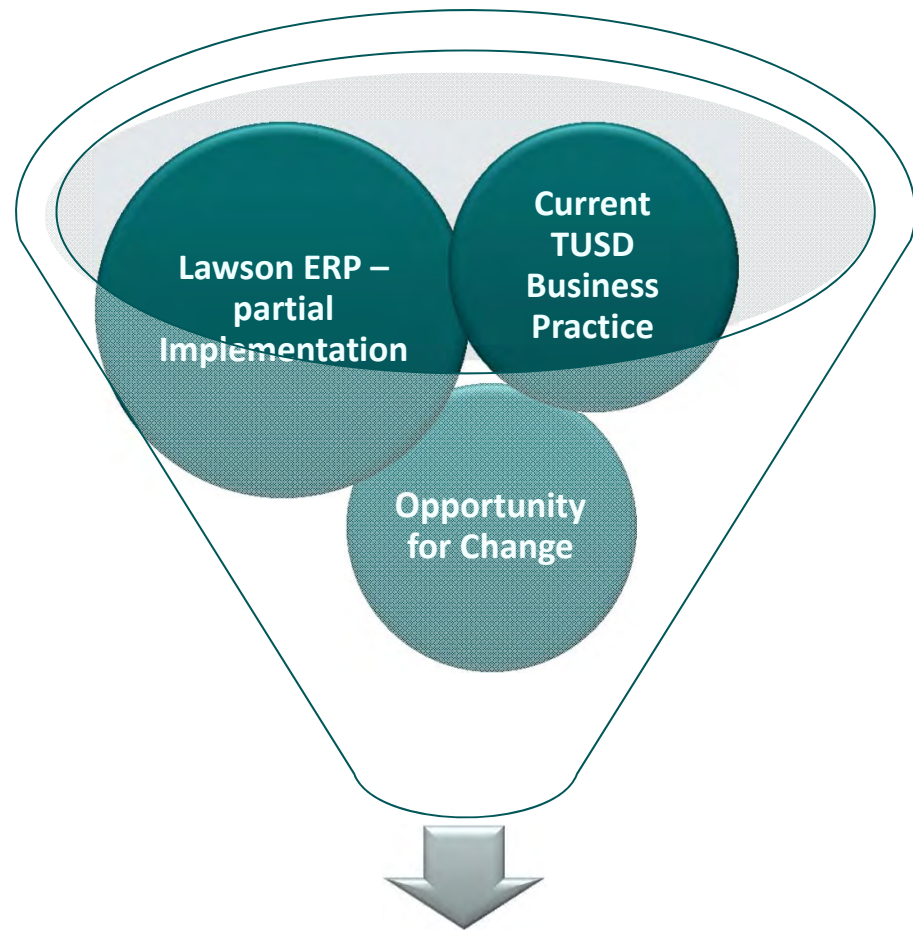 Lawson ERP –
partial
Implementation
Current
TUSD
Business
Practice
Opportunity
for Change